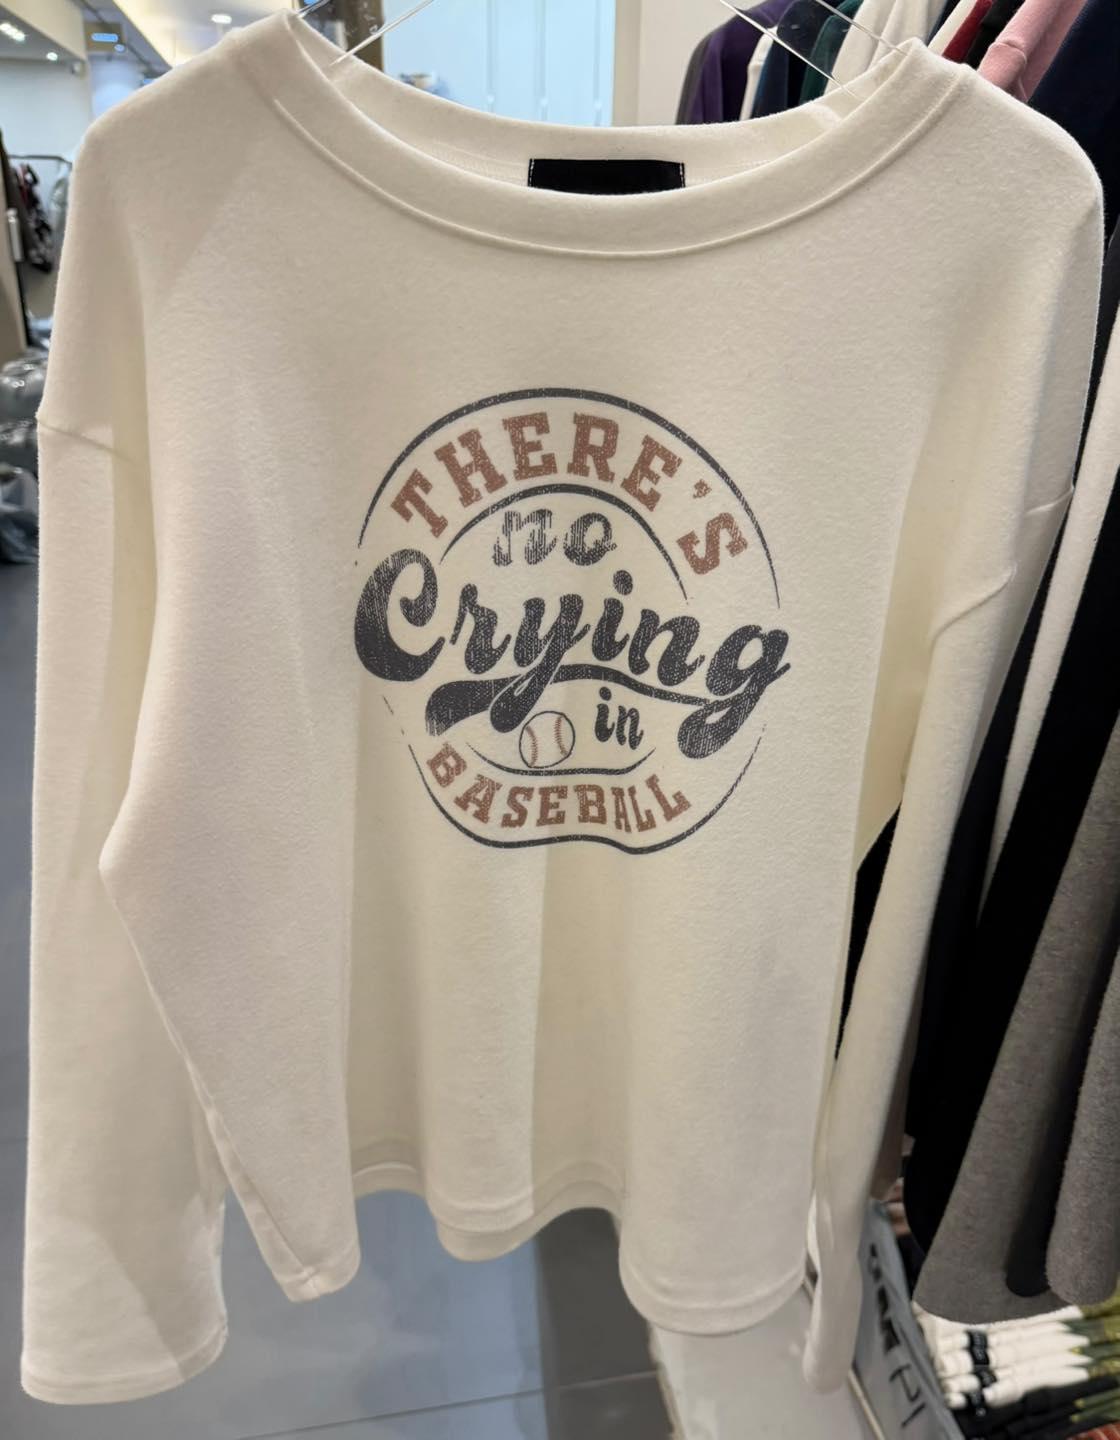 THERE'S
no
Crying
in
BASEBALL